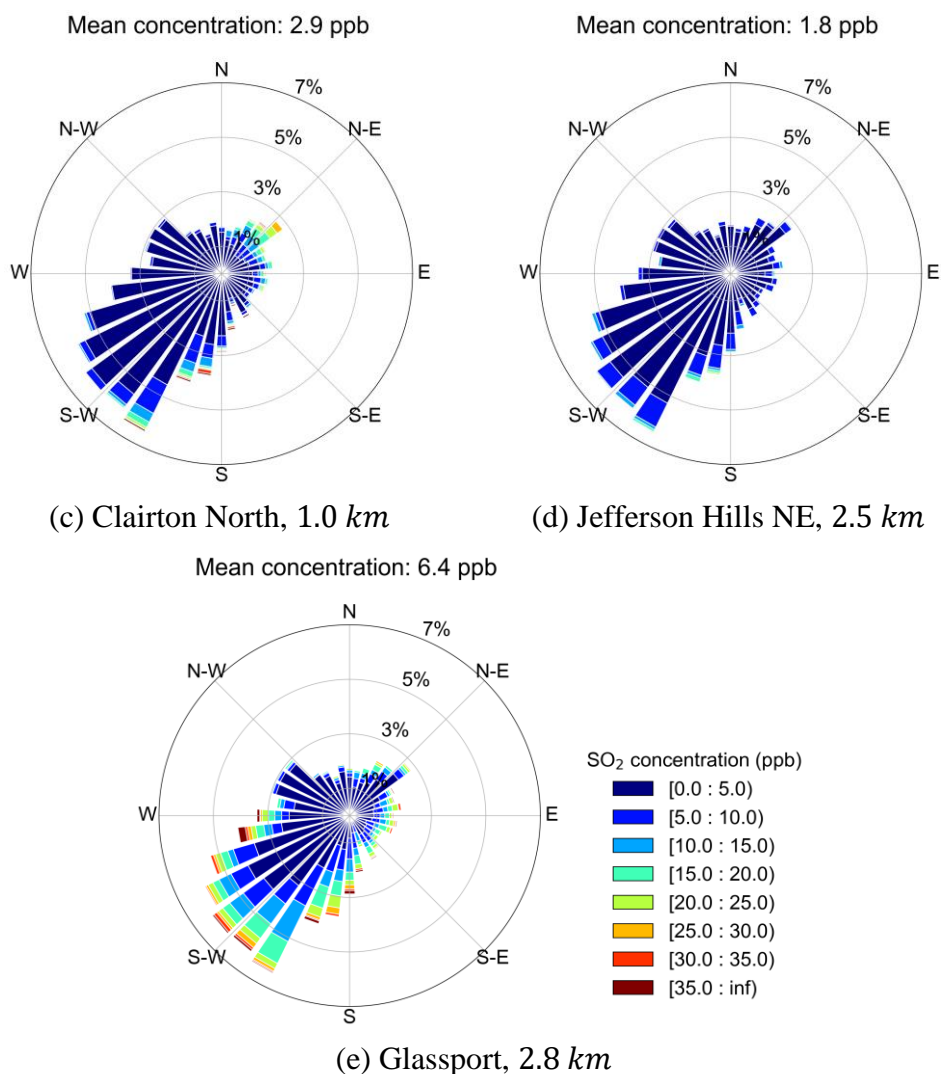 Mean concentration: 2.9 ppb
N
7%
N-W
N-E
5%
3%
1%
W
E
S-W
S-E
S
(c) Clairton North, 1.0 km
Mean concentration: 1.8 ppb
N
7%
N-W
N-E
5%
3%
1%
W
E
S-W
S-E
S
(d) Jefferson Hills NE, 2.5 km
Mean concentration: 6.4 ppb
N
7%
N-W
N-E
5%
3%
1%
W
E
S-W
S-E
S
SO₂ concentration (ppb)
[0.0 : 5.0)
[5.0 : 10.0)
[10.0 : 15.0)
[15.0 : 20.0)
[20.0 : 25.0)
[25.0 : 30.0)
[30.0 : 35.0)
[35.0 : inf)
(e) Glassport, 2.8 km